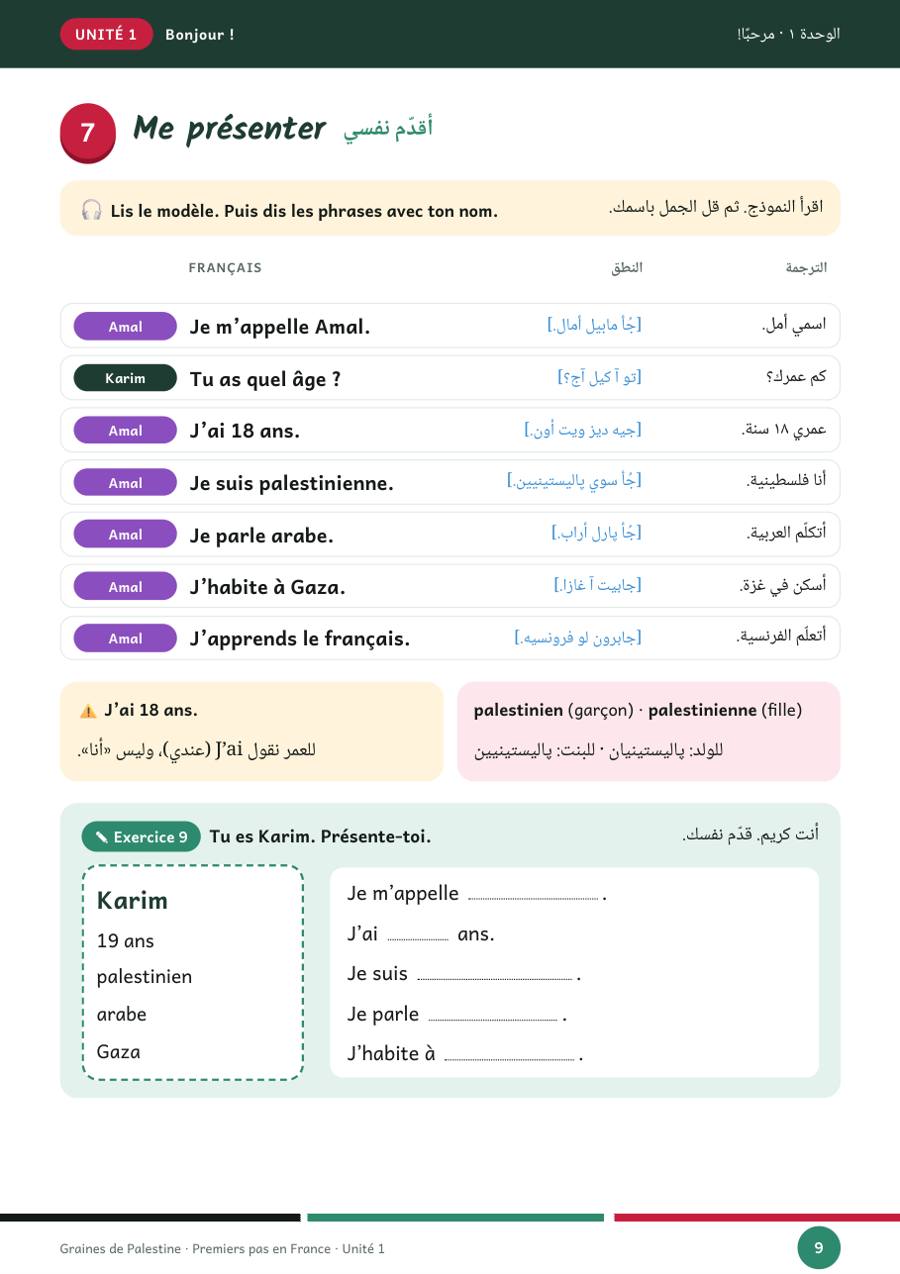 UNITÉ 1 Bonjour ! الوحدة ١ · مرحبًا!
7 Me présenter أقدّم نفسي
Lis le modèle. Puis dis les phrases avec ton nom. اقرأ النموذج. ثم قل الجمل باسمك.
FRANÇAIS النطق الترجمة
Amal Je m’appelle Amal. [جُأ مابيل أمال.] اسمي أمل.
Karim Tu as quel âge ? [تو آ كيل آج؟] كم عمرك؟
Amal J’ai 18 ans. [جيه ديز ويت أون.] عمري ١٨ سنة.
Amal Je suis palestinienne. [جُأ سوي پاليستينيين.] أنا فلسطينية.
Amal Je parle arabe. [جُأ پارل أراب.] أتكلّم العربية.
Amal J’habite à Gaza. [جابيت آ غازا.] أسكن في غزة.
Amal J’apprends le français. [جابرون لو فرونسيه.] أتعلّم الفرنسية.
J’ai 18 ans.
للعمر نقول J’ai (عندي)، وليس «أنا».
palestinien (garçon) · palestinienne (fille)
للولد: پاليستينيان · للبنت: پاليستينيين
Exercice 9 Tu es Karim. Présente-toi. أنت كريم. قدّم نفسك.
Karim
19 ans
palestinien
arabe
Gaza
Je m’appelle .
J’ai ans.
Je suis .
Je parle .
J’habite à .
Graines de Palestine · Premiers pas en France · Unité 1 9